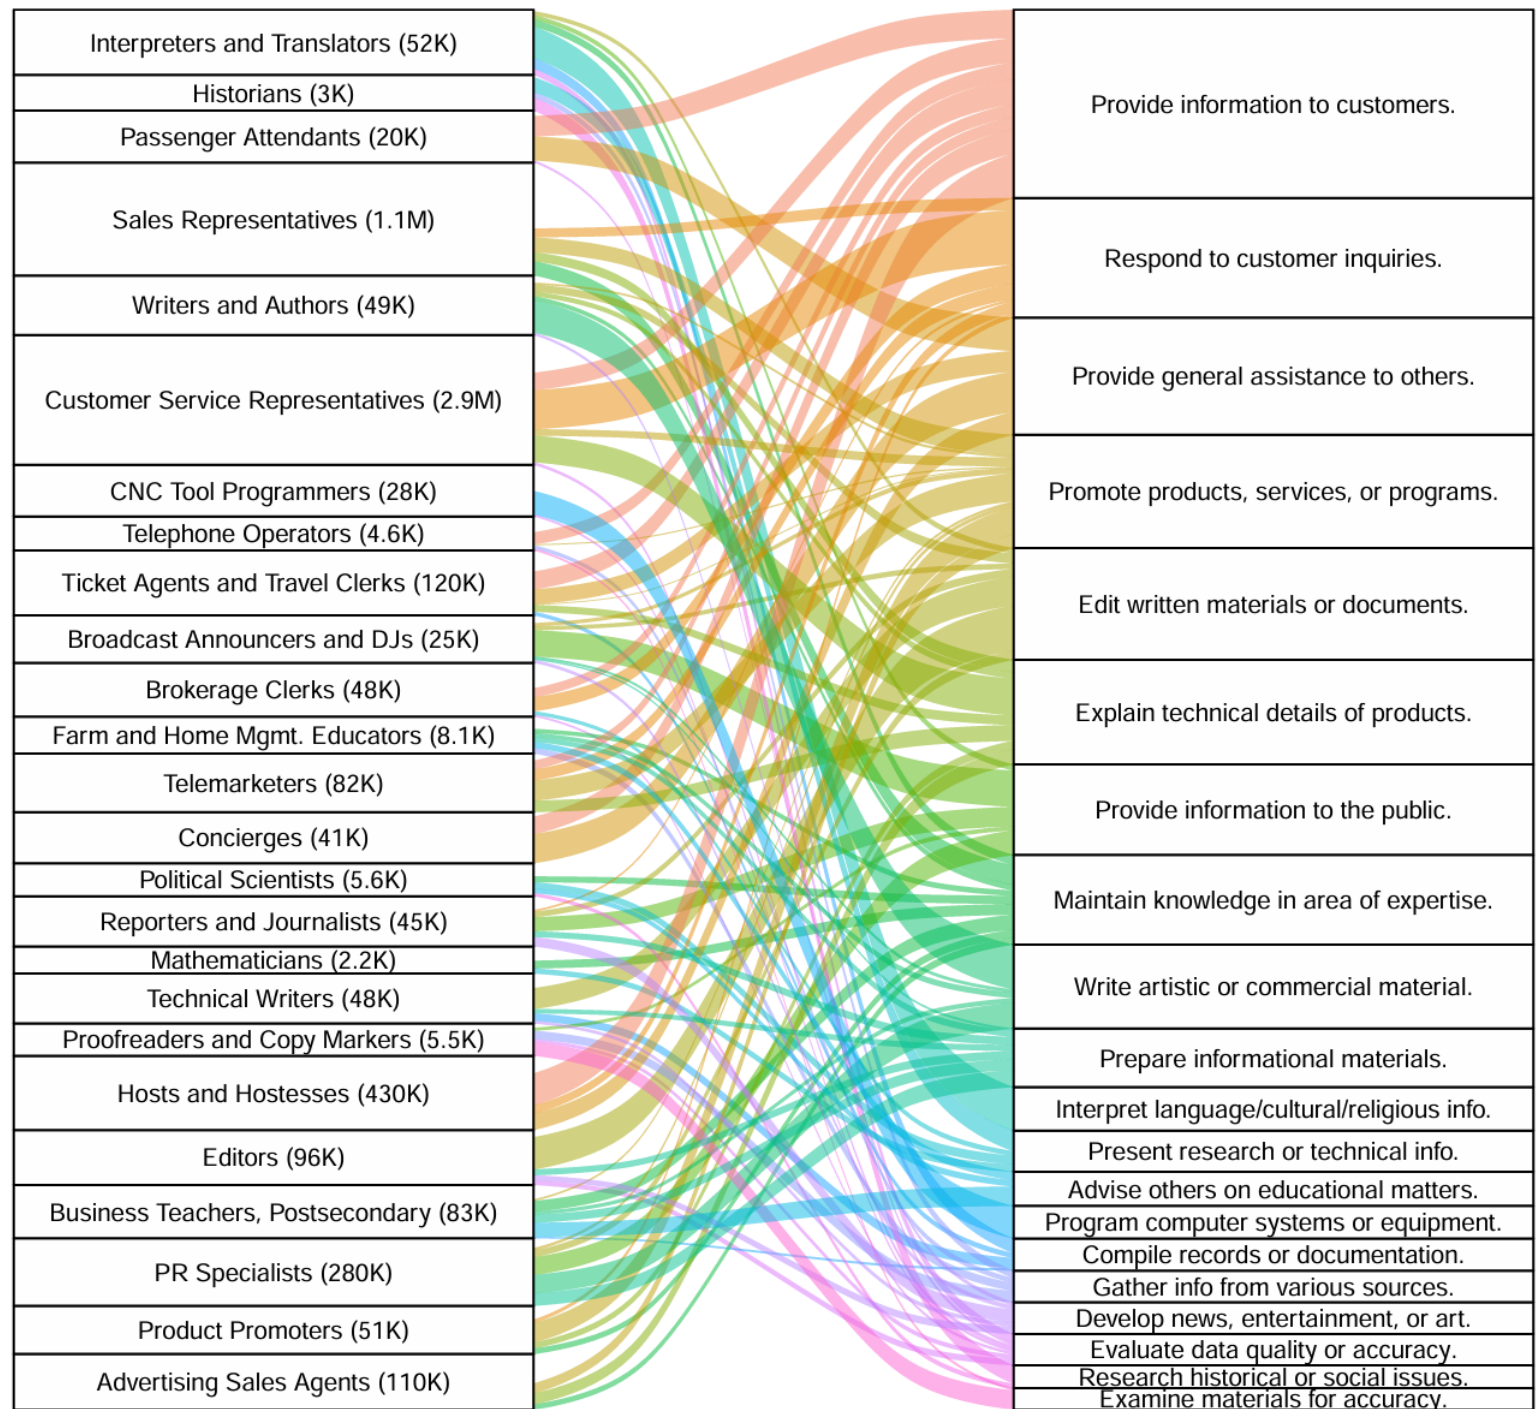 Interpreters and Translators (52K)
Historians (3K)
Passenger Attendants (20K)
Sales Representatives (1.1M)
Writers and Authors (49K)
Customer Service Representatives (2.9M)
CNC Tool Programmers (28K)
Telephone Operators (4.6K)
Ticket Agents and Travel Clerks (120K)
Broadcast Announcers and DJs (25K)
Brokerage Clerks (48K)
Farm and Home Mgmt. Educators (8.1K)
Telemarketers (82K)
Concierges (41K)
Political Scientists (5.6K)
Reporters and Journalists (45K)
Mathematicians (2.2K)
Technical Writers (48K)
Proofreaders and Copy Markers (5.5K)
Hosts and Hostesses (430K)
Editors (96K)
Business Teachers, Postsecondary (83K)
PR Specialists (280K)
Product Promoters (51K)
Advertising Sales Agents (110K)
Provide information to customers.
Respond to customer inquiries.
Provide general assistance to others.
Promote products, services, or programs.
Edit written materials or documents.
Explain technical details of products.
Provide information to the public.
Maintain knowledge in area of expertise.
Write artistic or commercial material.
Prepare informational materials.
Interpret language/cultural/religious info.
Present research or technical info.
Advise others on educational matters.
Program computer systems or equipment.
Compile records or documentation.
Gather info from various sources.
Develop news, entertainment, or art.
Evaluate data quality or accuracy.
Research historical or social issues.
Examine materials for accuracy.